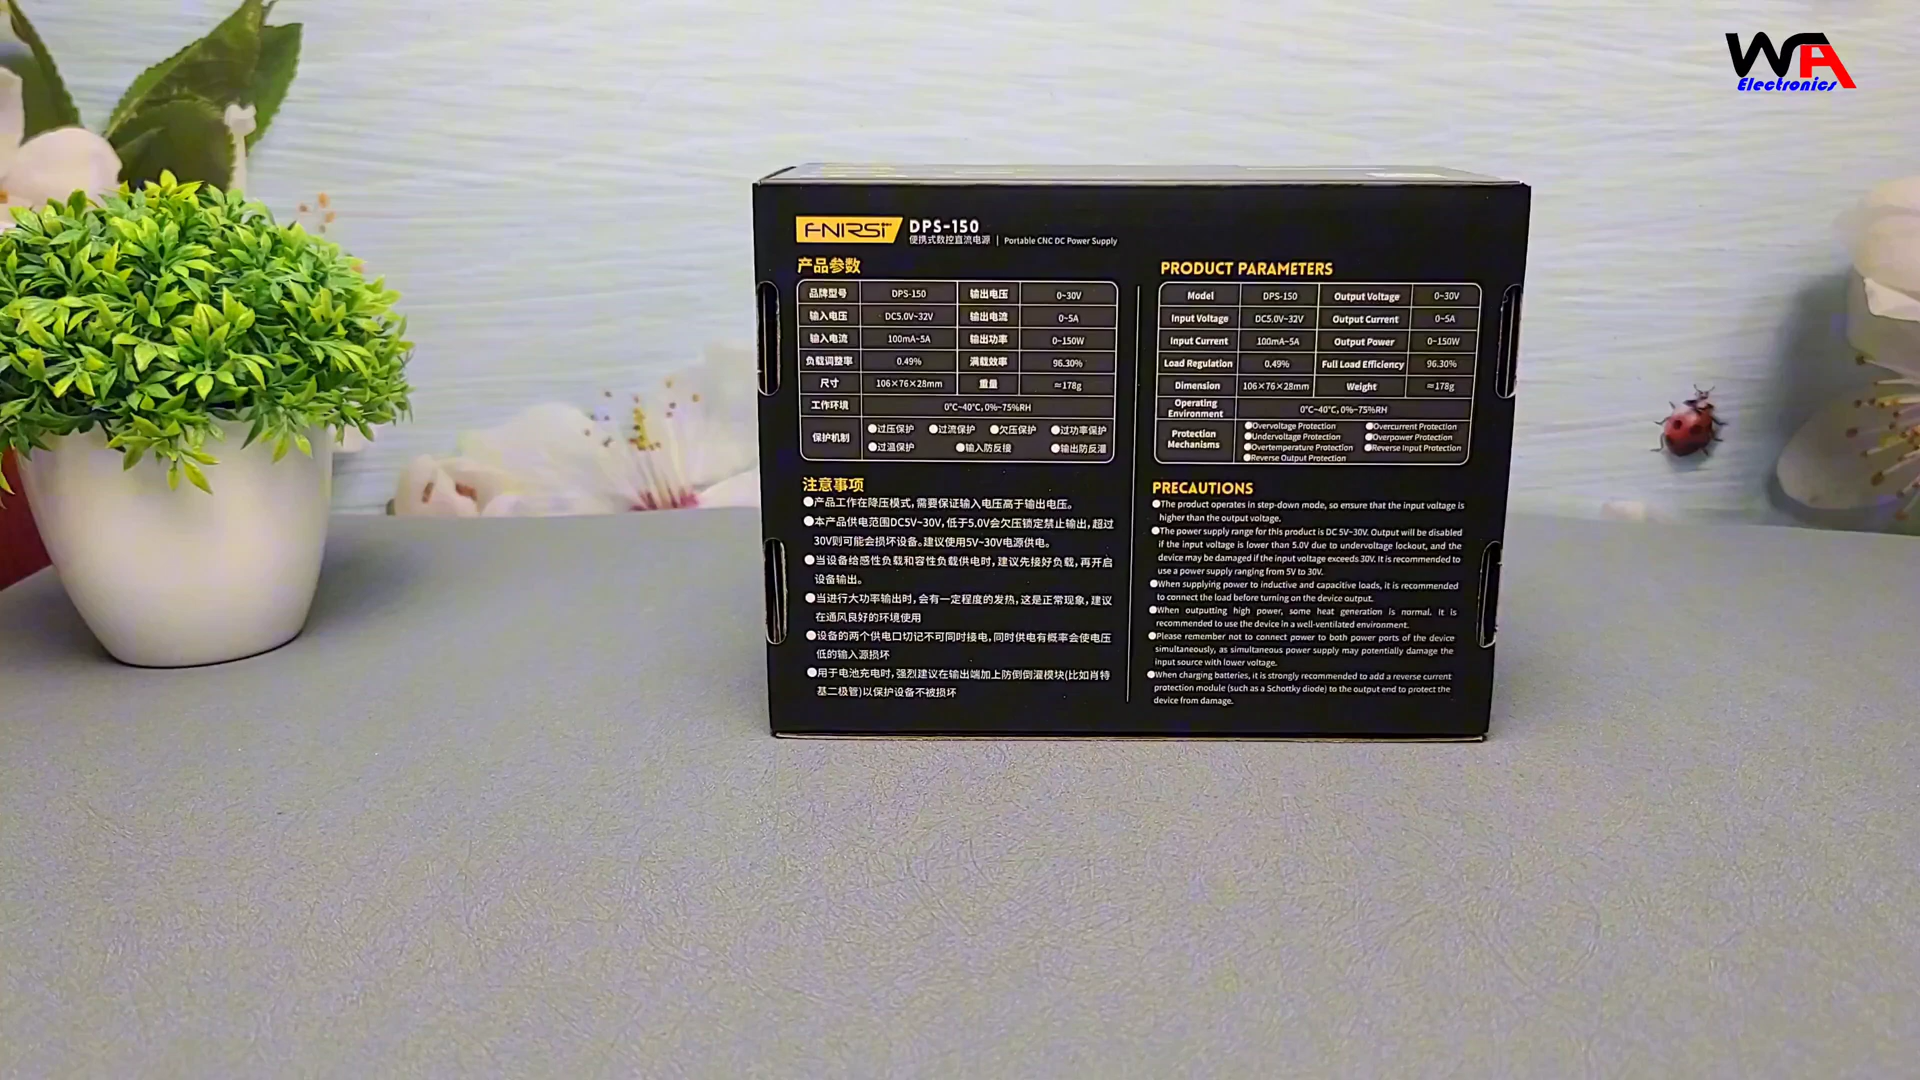 WA
Electronics
FNIRSI DPS-150
便携式数控直流电源 | Portable CNC DC Power Supply
产品参数
品牌型号 DPS-150 输出电压 0~30V
输入电压 DC5.0V~32V 输出电流 0~5A
输入电流 100mA~5A 输出功率 0~150W
负载调整率 0.49% 满载效率 96.30%
尺寸 106×76×28mm 重量 ≈178g
工作环境 0℃~40℃,0%~75%RH
保护机制 ●过压保护 ●过流保护 ●欠压保护 ●过功率保护
●过温保护 ●输入防反接 ●输出防反灌
注意事项
●产品工作在降压模式,需要保证输入电压高于输出电压。
●本产品供电范围DC5V~30V,低于5.0V会欠压锁定禁止输出,超过
30V则可能会损坏设备。建议使用5V~30V电源供电。
●当设备给感性负载和容性负载供电时,建议先接好负载,再开启
设备输出。
●当进行大功率输出时,会有一定程度的发热,这是正常现象,建议
在通风良好的环境使用
●设备的两个供电口切记不可同时接电,同时供电有概率会使电压
低的输入源损坏
●用于电池充电时,强烈建议在输出端加上防倒倒灌模块(比如肖特
基二极管)以保护设备不被损坏
PRODUCT PARAMETERS
Model DPS-150 Output Voltage 0~30V
Input Voltage DC5.0V~32V Output Current 0~5A
Input Current 100mA~5A Output Power 0~150W
Load Regulation 0.49% Full Load Efficiency 96.30%
Dimension 106×76×28mm Weight ≈178g
Operating
Environment 0℃~40℃,0%~75%RH
Protection
Mechanisms
●Overvoltage Protection ●Overcurrent Protection
●Undervoltage Protection ●Overpower Protection
●Overtemperature Protection ●Reverse Input Protection
●Reverse Output Protection
PRECAUTIONS
●The product operates in step-down mode, so ensure that the input voltage is
higher than the output voltage.
●The power supply range for this product is DC 5V~30V. Output will be disabled
if the input voltage is lower than 5.0V due to undervoltage lockout, and the
device may be damaged if the input voltage exceeds 30V. It is recommended to
use a power supply ranging from 5V to 30V.
●When supplying power to inductive and capacitive loads, it is recommended
to connect the load before turning on the device output.
●When outputting high power, some heat generation is normal. It is
recommended to use the device in a well-ventilated environment.
●Please remember not to connect power to both power ports of the device
simultaneously, as simultaneous power supply may potentially damage the
input source with lower voltage.
●When charging batteries, it is strongly recommended to add a reverse current
protection module (such as a Schottky diode) to the output end to protect the
device from damage.